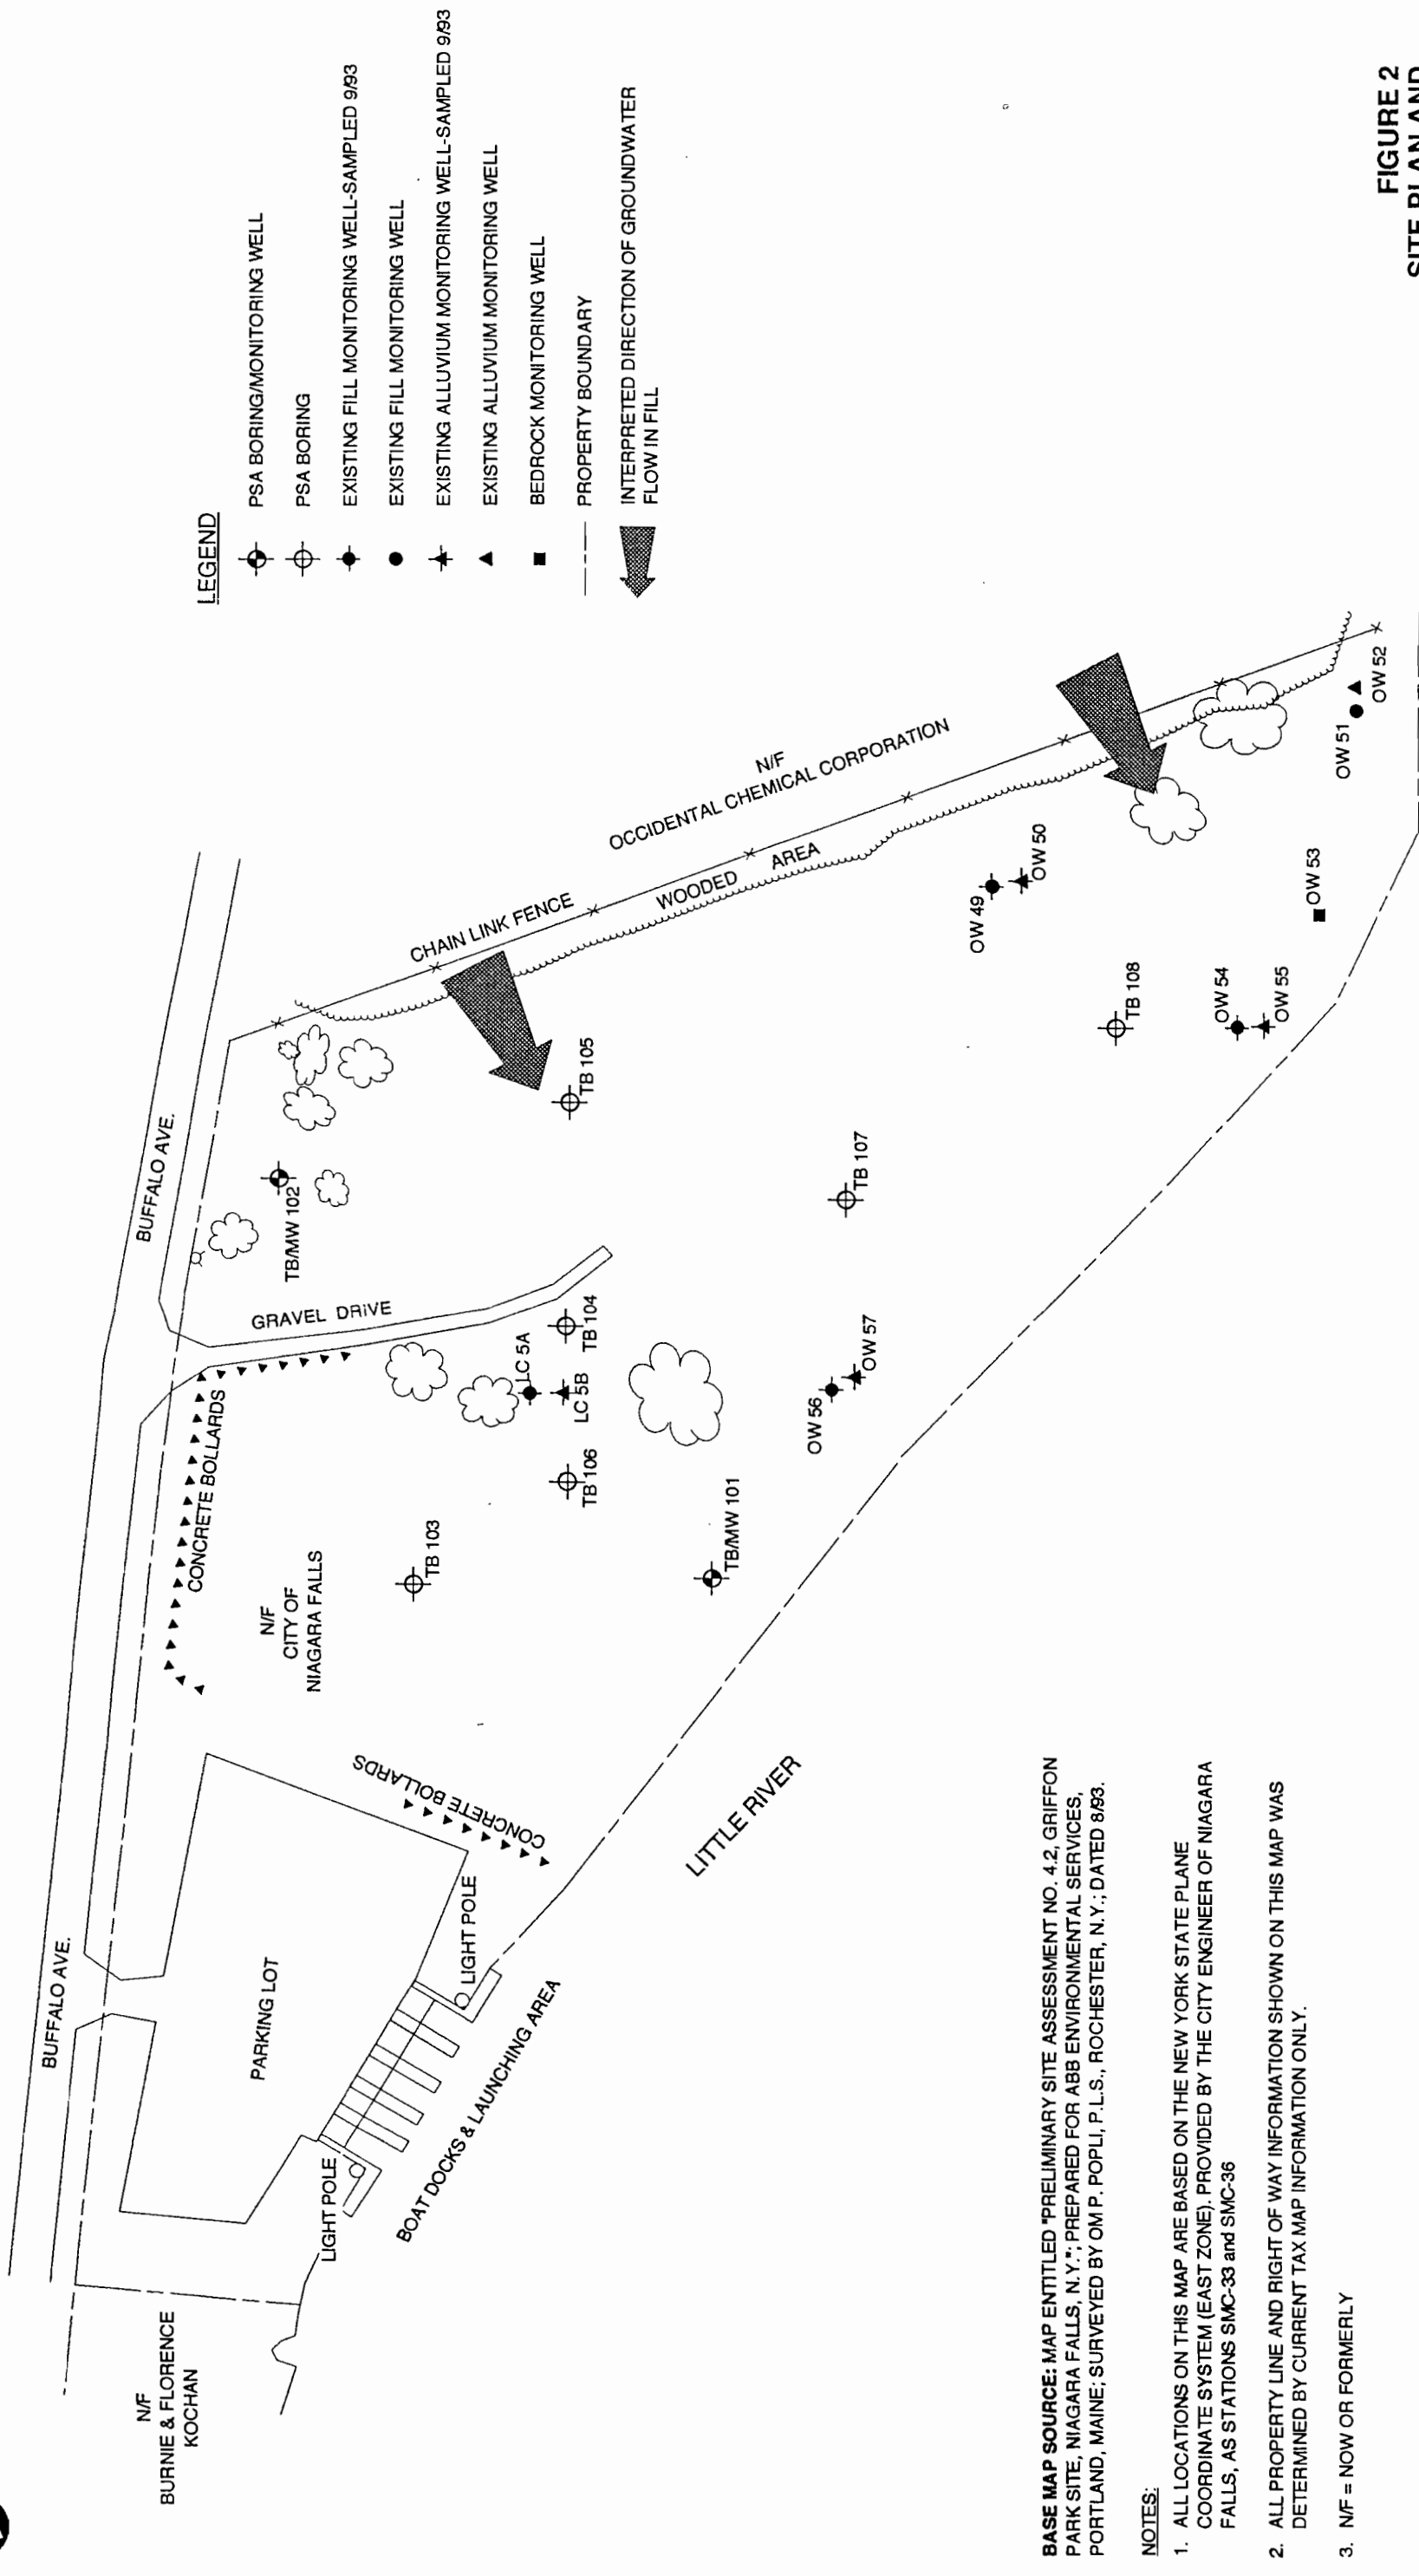 BUFFALO AVE.
BUFFALO AVE.
N/F
BURNIE & FLORENCE
KOCHAN
PARKING LOT
LIGHT POLE
LIGHT POLE
BOAT DOCKS & LAUNCHING AREA
CONCRETE BOLLARDS
CONCRETE BOLLARDS
N/F
CITY OF
NIAGARA FALLS
GRAVEL DRIVE
TB/MW 102
TB 103
TB 106
LC 5A
LC 5B
TB 104
TB 105
TB/MW 101
OW 56
OW 57
TB 107
TB 108
OW 49
OW 50
OW 54
OW 55
OW 53
OW 51
OW 52
CHAIN LINK FENCE
WOODED AREA
N/F
OCCIDENTAL CHEMICAL CORPORATION
LITTLE RIVER
LEGEND
PSA BORING/MONITORING WELL
PSA BORING
EXISTING FILL MONITORING WELL-SAMPLED 9/93
EXISTING FILL MONITORING WELL
EXISTING ALLUVIUM MONITORING WELL-SAMPLED 9/93
EXISTING ALLUVIUM MONITORING WELL
BEDROCK MONITORING WELL
PROPERTY BOUNDARY
INTERPRETED DIRECTION OF GROUNDWATER
FLOW IN FILL
BASE MAP SOURCE: MAP ENTITLED "PRELIMINARY SITE ASSESSMENT NO. 4.2, GRIFFON
PARK SITE, NIAGARA FALLS, N.Y."; PREPARED FOR ABB ENVIRONMENTAL SERVICES,
PORTLAND, MAINE; SURVEYED BY OM P. POPLI, P.L.S., ROCHESTER, N.Y.; DATED 8/93.
NOTES:
1. ALL LOCATIONS ON THIS MAP ARE BASED ON THE NEW YORK STATE PLANE
COORDINATE SYSTEM (EAST ZONE). PROVIDED BY THE CITY ENGINEER OF NIAGARA
FALLS, AS STATIONS SMC-33 and SMC-36
2. ALL PROPERTY LINE AND RIGHT OF WAY INFORMATION SHOWN ON THIS MAP WAS
DETERMINED BY CURRENT TAX MAP INFORMATION ONLY.
3. N/F = NOW OR FORMERLY
FIGURE 2
SITE PLAN AND